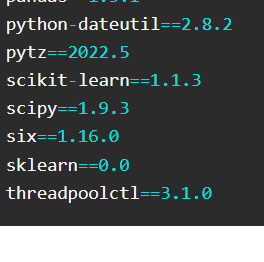 python-dateutil==2.8.2
pytz==2022.5
scikit-learn==1.1.3
scipy==1.9.3
six==1.16.0
sklearn==0.0
threadpoolctl==3.1.0